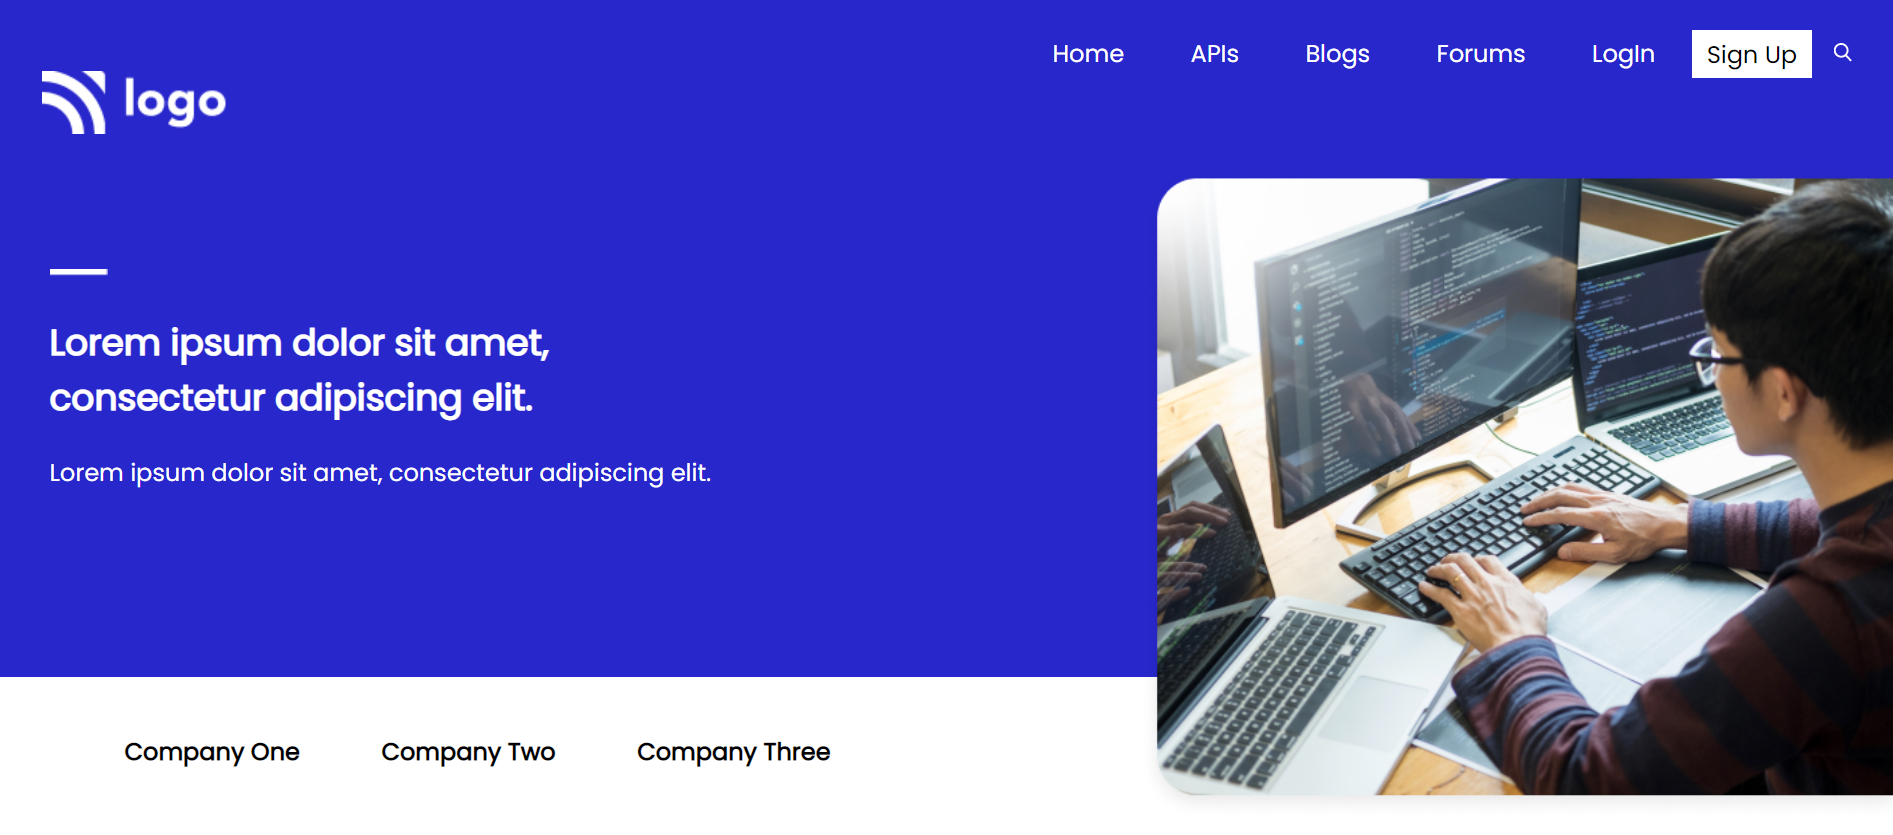 Home APIs Blogs Forums LogIn Sign Up
logo
Lorem ipsum dolor sit amet,
consectetur adipiscing elit.
Lorem ipsum dolor sit amet, consectetur adipiscing elit.
Company One Company Two Company Three